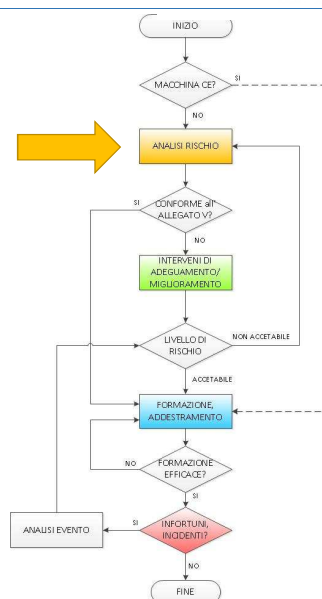 INIZIO
MACCHINA CE?
SI
NO
ANALISI RISCHIO
SI
CONFORME all'
ALLEGATO V?
NO
INTERVENI DI
ADEGUAMENTO/
MIGLIORAMENTO
LIVELLO DI
RISCHIO
NON ACCETABILE
ACCETABILE
FORMAZIONE,
ADDESTRAMENTO
NO
FORMAZIONE
EFFICACE?
SI
ANALISI EVENTO
SI
INFORTUNI,
INCIDENTI?
NO
FINE